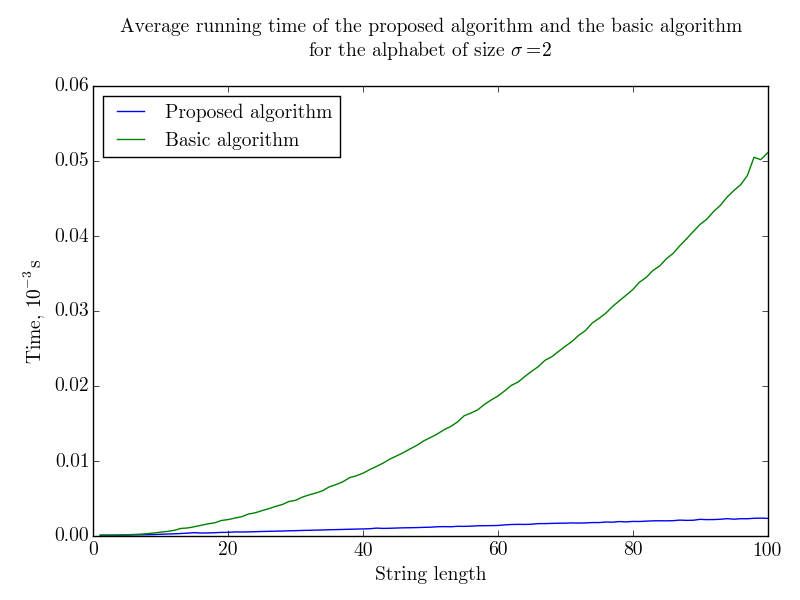 Average running time of the proposed algorithm and the basic algorithm
for the alphabet of size σ=2
Proposed algorithm
Basic algorithm
0.06
0.05
0.04
0.03
0.02
0.01
0.00
Time, 10⁻³ s
0 20 40 60 80 100
String length